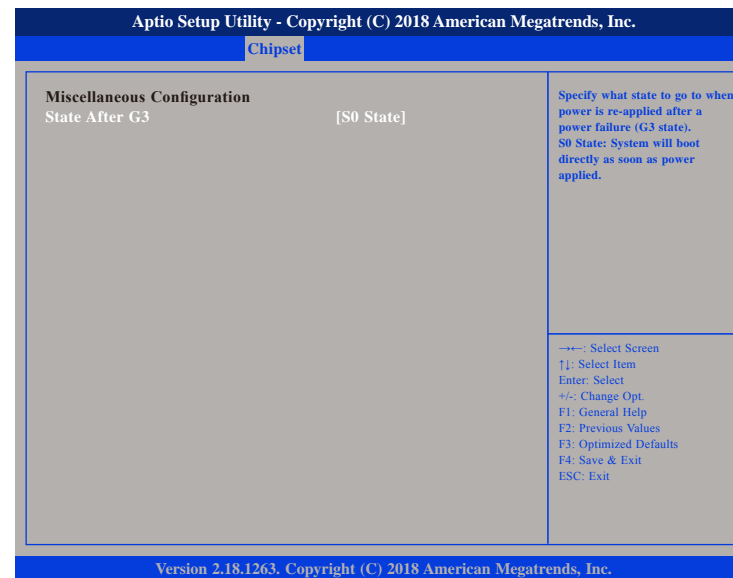 Aptio Setup Utility - Copyright (C) 2018 American Megatrends, Inc.
Chipset
Miscellaneous Configuration
State After G3 [S0 State]
Specify what state to go to when
power is re-applied after a
power failure (G3 state).
S0 State: System will boot
directly as soon as power
applied.
→←: Select Screen
↑↓: Select Item
Enter: Select
+/-: Change Opt.
F1: General Help
F2: Previous Values
F3: Optimized Defaults
F4: Save & Exit
ESC: Exit
Version 2.18.1263. Copyright (C) 2018 American Megatrends, Inc.